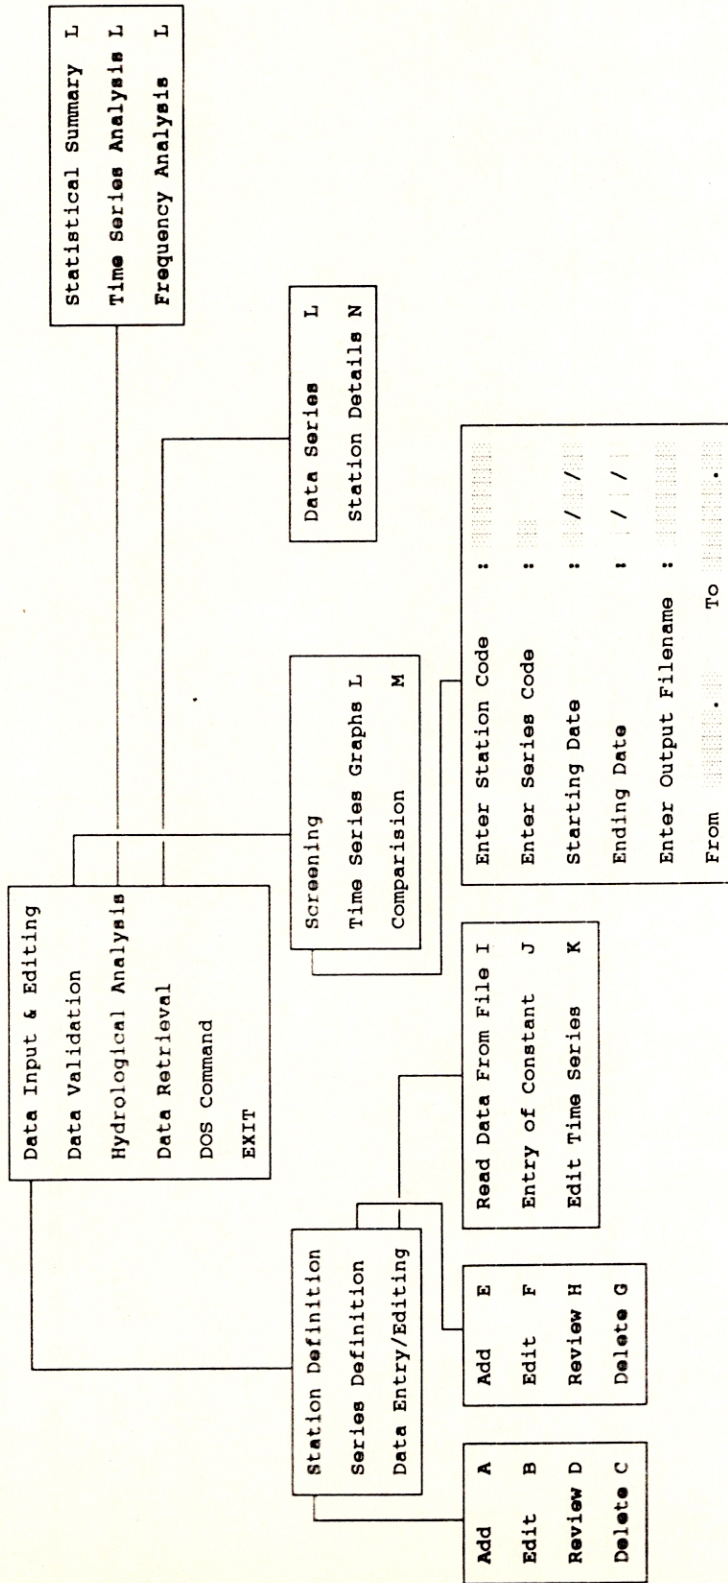 Data Input & Editing
Data Validation
Hydrological Analysis
Data Retrieval
DOS Command
EXIT
Statistical Summary L
Time Series Analysis L
Frequency Analysis L
Station Definition
Series Definition
Data Entry/Editing
Screening
Time Series Graphs L
Comparision M
Data Series L
Station Details N
Add A
Edit B
Review D
Delete C
Add E
Edit F
Review H
Delete G
Read Data From File I
Entry of Constant J
Edit Time Series K
Enter Station Code :
Enter Series Code :
Starting Date : / /
Ending Date : / /
Enter Output Filename :
From . To .